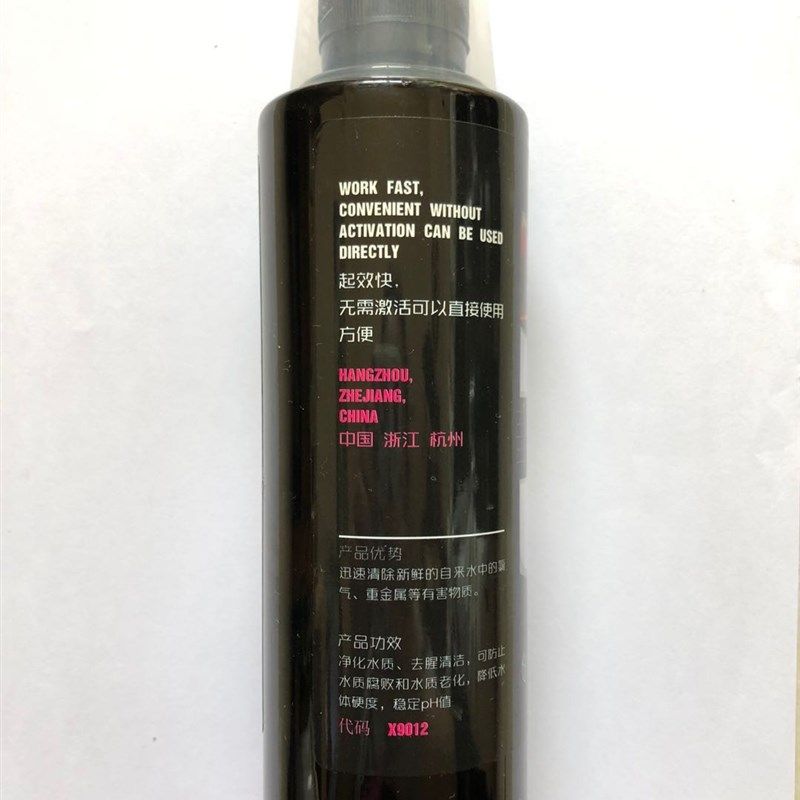 WORK FAST,
CONVENIENT WITHOUT
ACTIVATION CAN BE USED
DIRECTLY
起效快,
无需激活可以直接使用
方便
HANGZHOU,
ZHEJIANG,
CHINA
中国 浙江 杭州
产品优势
迅速清除新鲜的自来水中的氯
气、重金属等有害物质。
产品功效
净化水质、去腥清洁,可防止
水质腐败和水质老化,降低水
体硬度,稳定pH值
代码 X9012